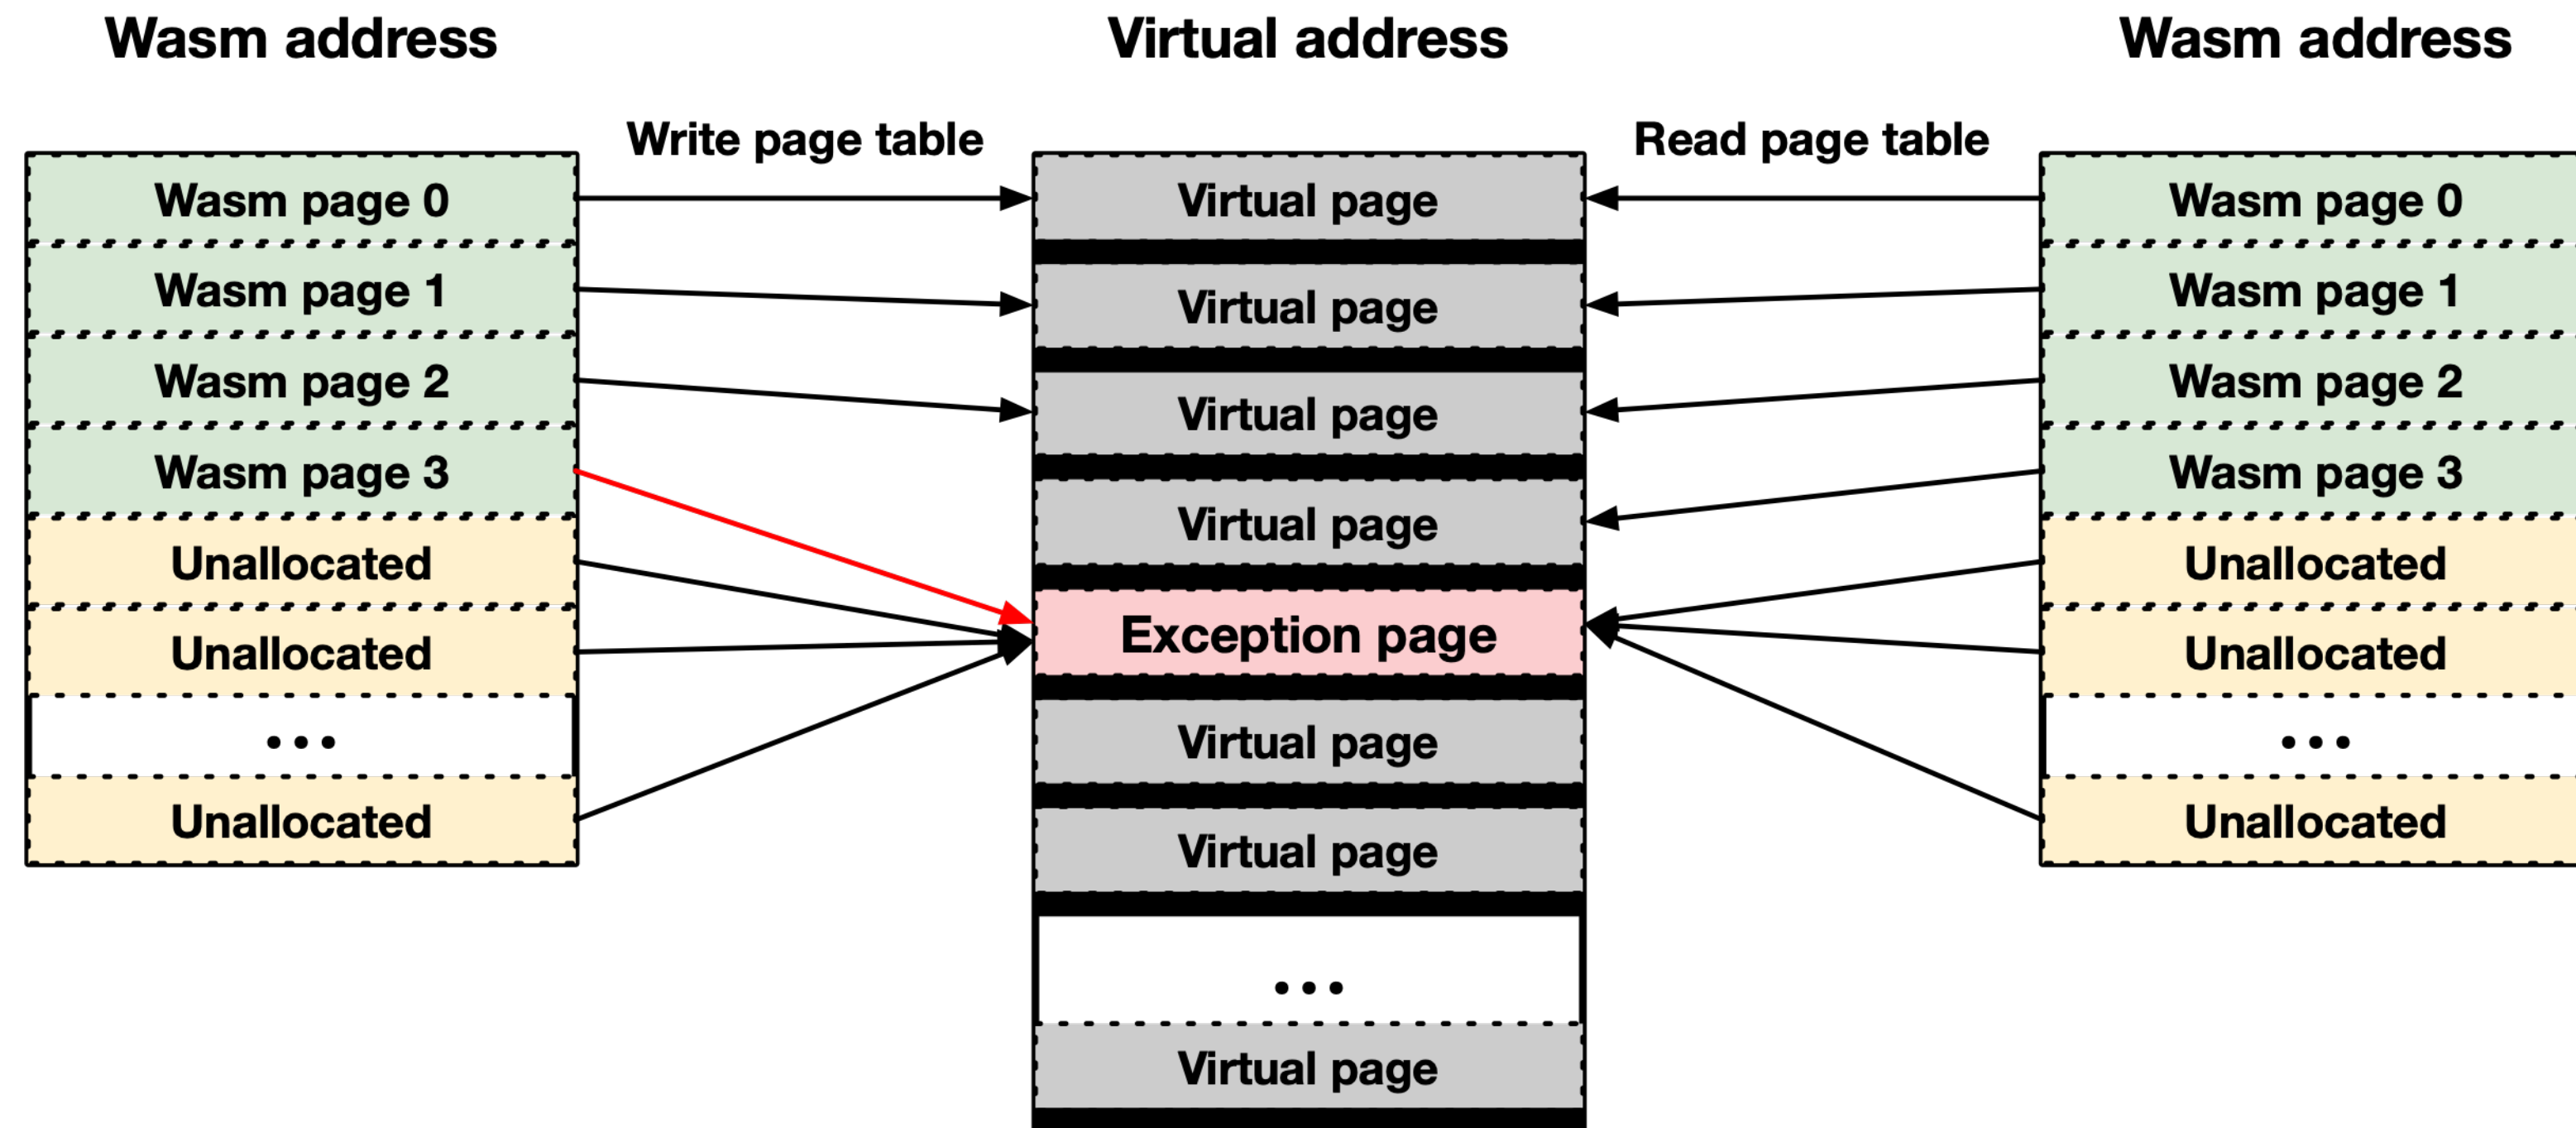 Wasm address
Virtual address
Wasm address
Write page table
Read page table
Wasm page 0
Wasm page 1
Wasm page 2
Wasm page 3
Unallocated
Unallocated
...
Unallocated
Virtual page
Virtual page
Virtual page
Virtual page
Exception page
Virtual page
Virtual page
...
Virtual page
Wasm page 0
Wasm page 1
Wasm page 2
Wasm page 3
Unallocated
Unallocated
...
Unallocated